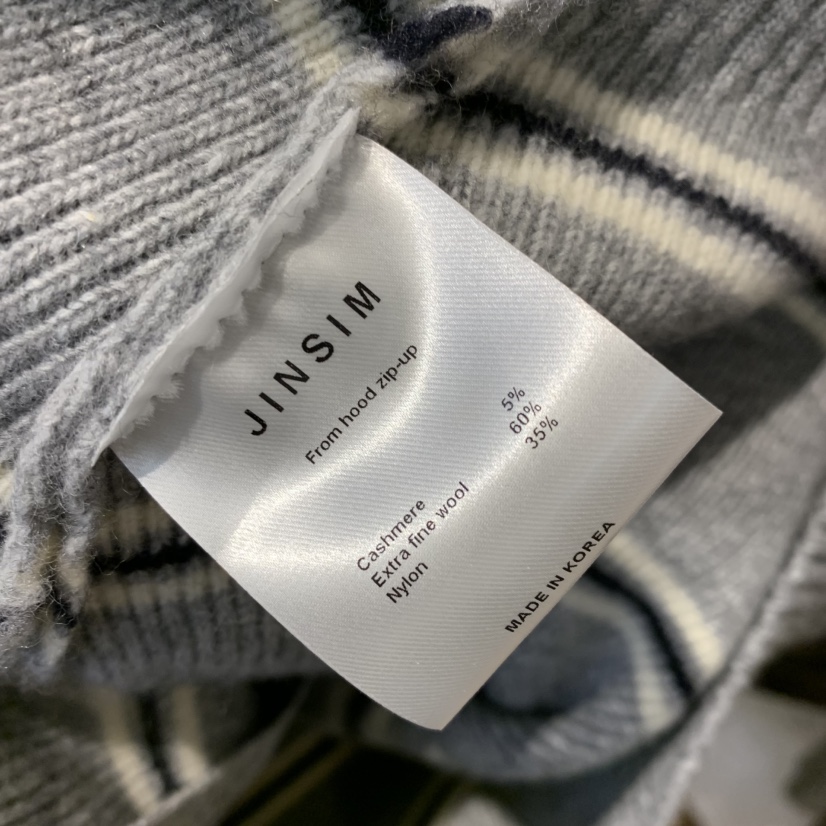 JINSIM
From hood zip-up
Cashmere 5%
Extra fine wool 60%
Nylon 35%
MADE IN KOREA